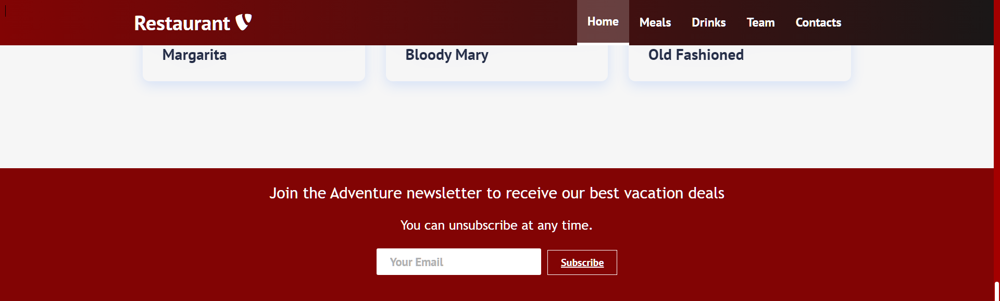 Restaurant
Home Meals Drinks Team Contacts
Margarita Bloody Mary Old Fashioned
Join the Adventure newsletter to receive our best vacation deals
You can unsubscribe at any time.
Your Email Subscribe